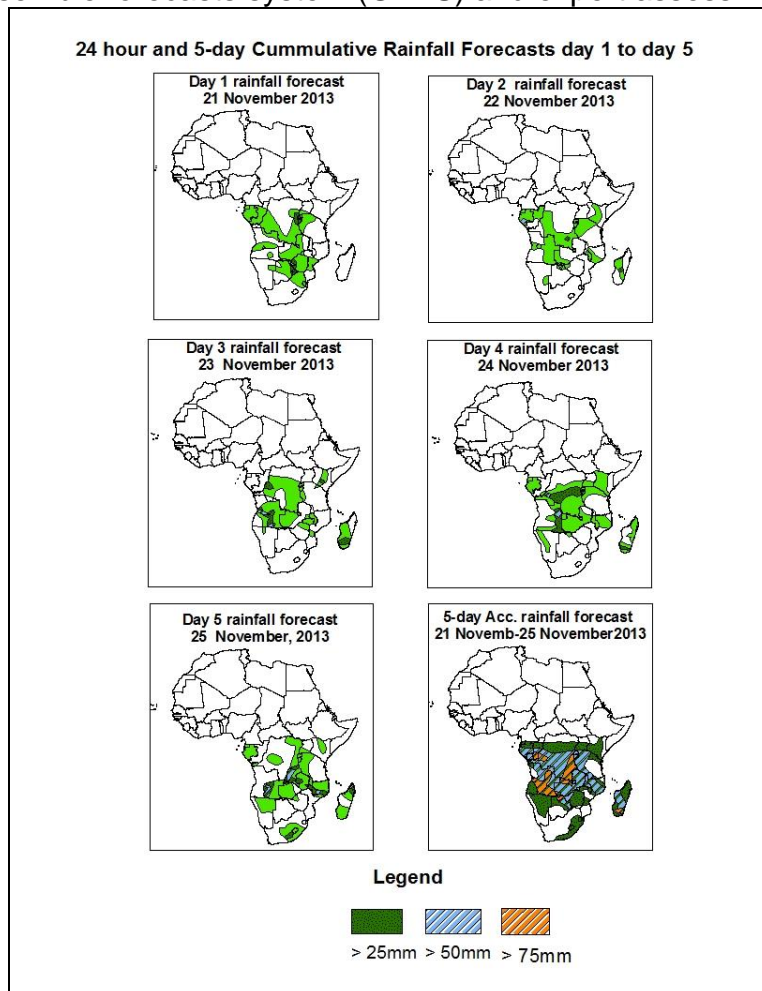 24 hour and 5-day Cummulative Rainfall Forecasts day 1 to day 5
Day 1 rainfall forecast
21 November 2013
Day 2 rainfall forecast
22 November 2013
Day 3 rainfall forecast
23 November 2013
Day 4 rainfall forecast
24 November 2013
Day 5 rainfall forecast
25 November, 2013
5-day Acc. rainfall forecast
21 Novemb-25 November2013
Legend
> 25mm > 50mm > 75mm